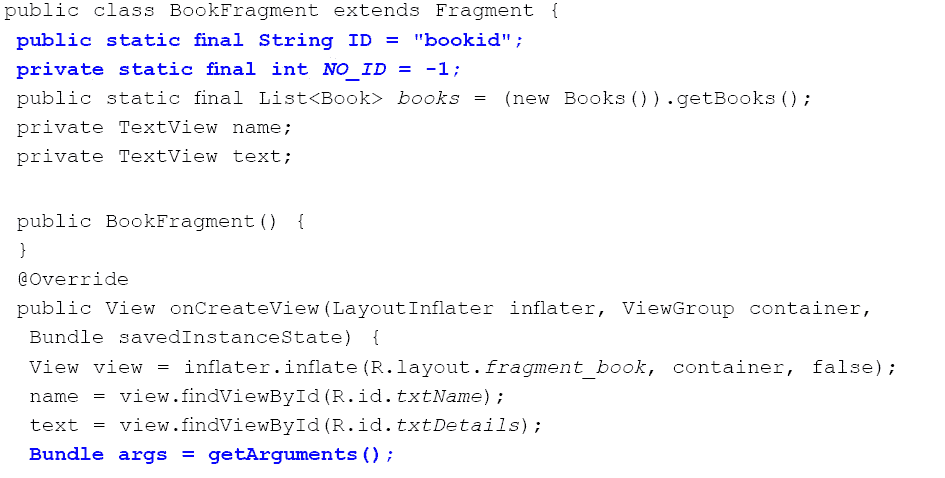 public class BookFragment extends Fragment {
public static final String ID = "bookid";
private static final int NO_ID = -1;
public static final List<Book> books = (new Books()).getBooks();
private TextView name;
private TextView text;
public BookFragment() {
}
@Override
public View onCreateView(LayoutInflater inflater, ViewGroup container,
Bundle savedInstanceState) {
View view = inflater.inflate(R.layout.fragment_book, container, false);
name = view.findViewById(R.id.txtName);
text = view.findViewById(R.id.txtDetails);
Bundle args = getArguments();